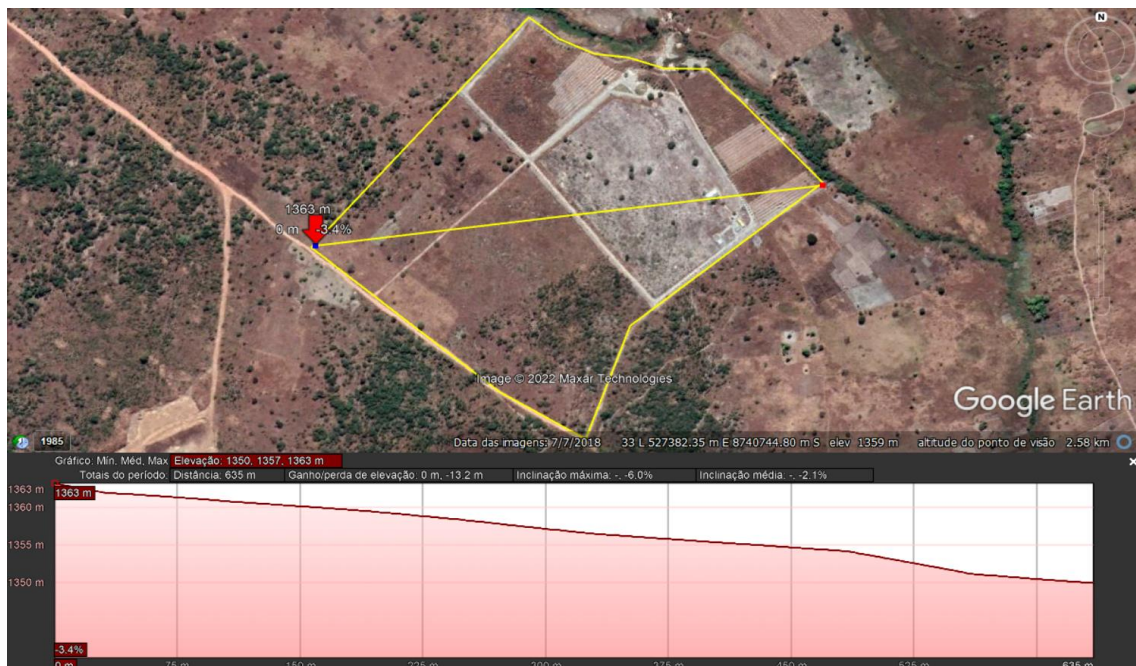 N
1363 m
0 m -3.4%
Image © 2022 Maxar Technologies
Google Earth
1985
Data das imagens: 7/7/2018 33 L 527382.35 m E 8740744.80 m S elev 1359 m altitude do ponto de visão 2.58 km
Gráfico: Mín. Méd, Max Elevação: 1350, 1357, 1363 m
Totais do período: Distância: 635 m Ganho/perda de elevação: 0 m, -13.2 m Inclinação máxima: -, -6.0% Inclinação média: -, -2.1%
1363 m
1363 m
1360 m
1355 m
1350 m
-3.4%
0 m 75 m 150 m 225 m 300 m 375 m 450 m 525 m 635 m